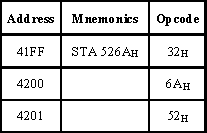 Address Mnemonics Opcode
41FF STA 526AH 32H
4200 6AH
4201 52H